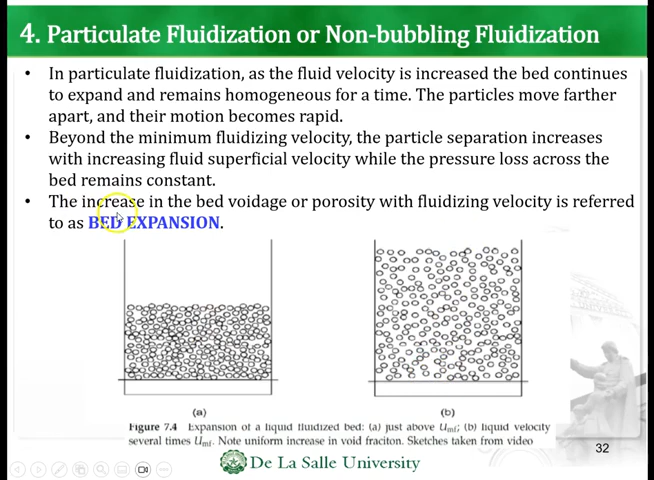 4. Particulate Fluidization or Non-bubbling Fluidization
• In particulate fluidization, as the fluid velocity is increased the bed continues
to expand and remains homogeneous for a time. The particles move farther
apart, and their motion becomes rapid.
• Beyond the minimum fluidizing velocity, the particle separation increases
with increasing fluid superficial velocity while the pressure loss across the
bed remains constant.
• The increase in the bed voidage or porosity with fluidizing velocity is referred
to as BED EXPANSION.
(a) (b)
Figure 7.4 Expansion of a liquid fluidized bed: (a) just above Umf; (b) liquid velocity
several times Umf. Note uniform increase in void fraciton. Sketches taken from video
32
De La Salle University